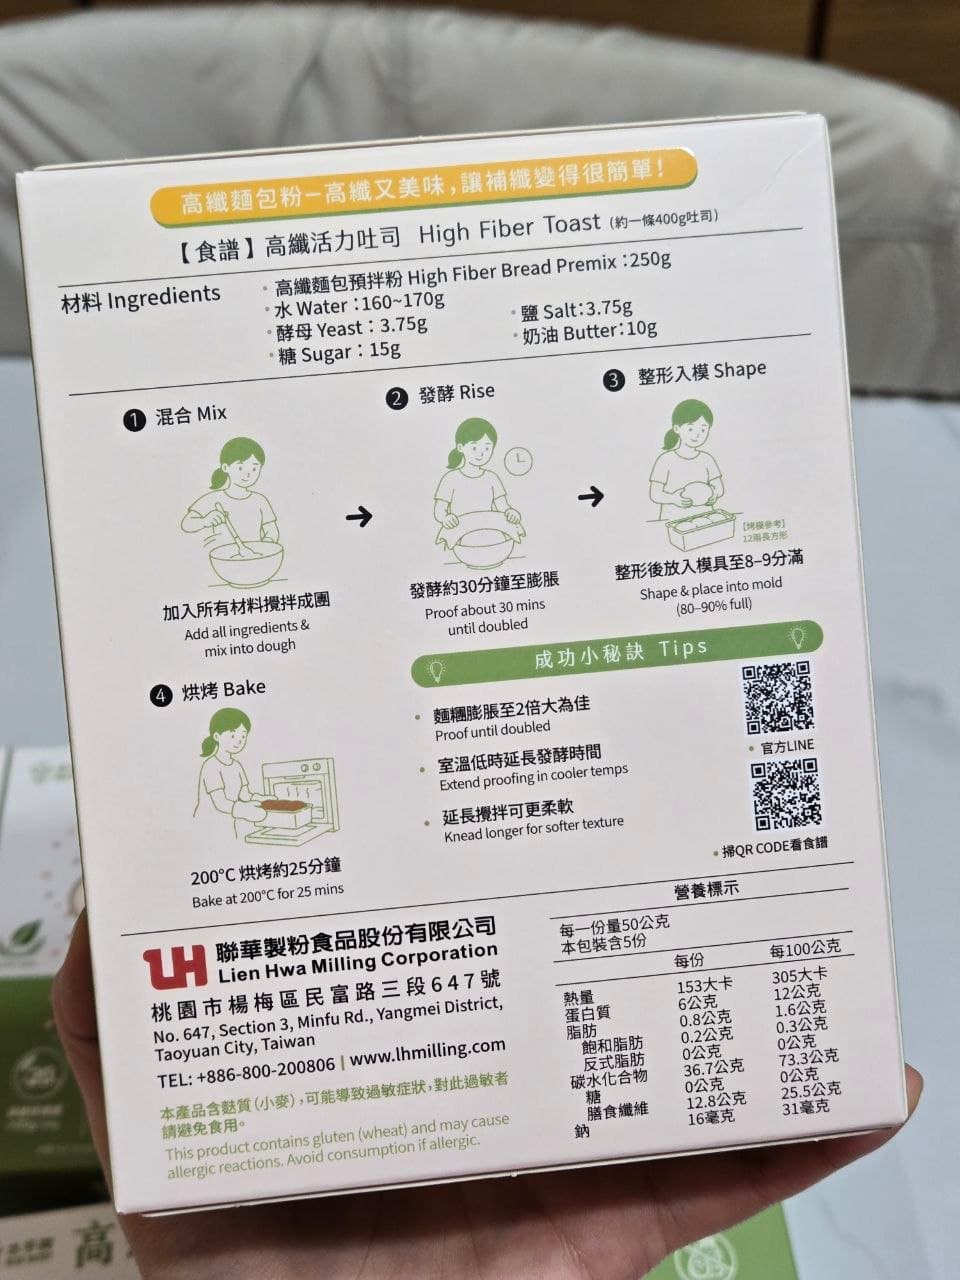 高纖麵包粉–高纖又美味,讓補纖變得很簡單!
【食譜】高纖活力吐司 High Fiber Toast (約一條400g吐司)
材料 Ingredients
•高纖麵包預拌粉 High Fiber Bread Premix :250g
•水 Water :160~170g
•酵母 Yeast : 3.75g
•糖 Sugar : 15g
•鹽 Salt:3.75g
•奶油 Butter:10g
1 混合 Mix
加入所有材料攪拌成團
Add all ingredients &
mix into dough
2 發酵 Rise
發酵約30分鐘至膨脹
Proof about 30 mins
until doubled
3 整形入模 Shape
【烤模參考】
12兩長方形
整形後放入模具至8–9分滿
Shape & place into mold
(80–90% full)
4 烘烤 Bake
200°C 烘烤約25分鐘
Bake at 200°C for 25 mins
成功小秘訣 Tips
•麵糰膨脹至2倍大為佳
Proof until doubled
•室溫低時延長發酵時間
Extend proofing in cooler temps
•延長攪拌可更柔軟
Knead longer for softer texture
•官方LINE
•掃QR CODE看食譜
LH 聯華製粉食品股份有限公司
Lien Hwa Milling Corporation
桃園市楊梅區民富路三段647號
No. 647, Section 3, Minfu Rd., Yangmei District,
Taoyuan City, Taiwan
TEL: +886-800-200806 | www.lhmilling.com
本產品含麩質(小麥),可能導致過敏症狀,對此過敏者
請避免食用。
This product contains gluten (wheat) and may cause
allergic reactions. Avoid consumption if allergic.
營養標示
每一份量50公克
本包裝含5份
每份 每100公克
熱量 153大卡 305大卡
蛋白質 6公克 12公克
脂肪 0.8公克 1.6公克
飽和脂肪 0.2公克 0.3公克
反式脂肪 0公克 0公克
碳水化合物 36.7公克 73.3公克
糖 0公克 0公克
膳食纖維 12.8公克 25.5公克
鈉 16毫克 31毫克
高